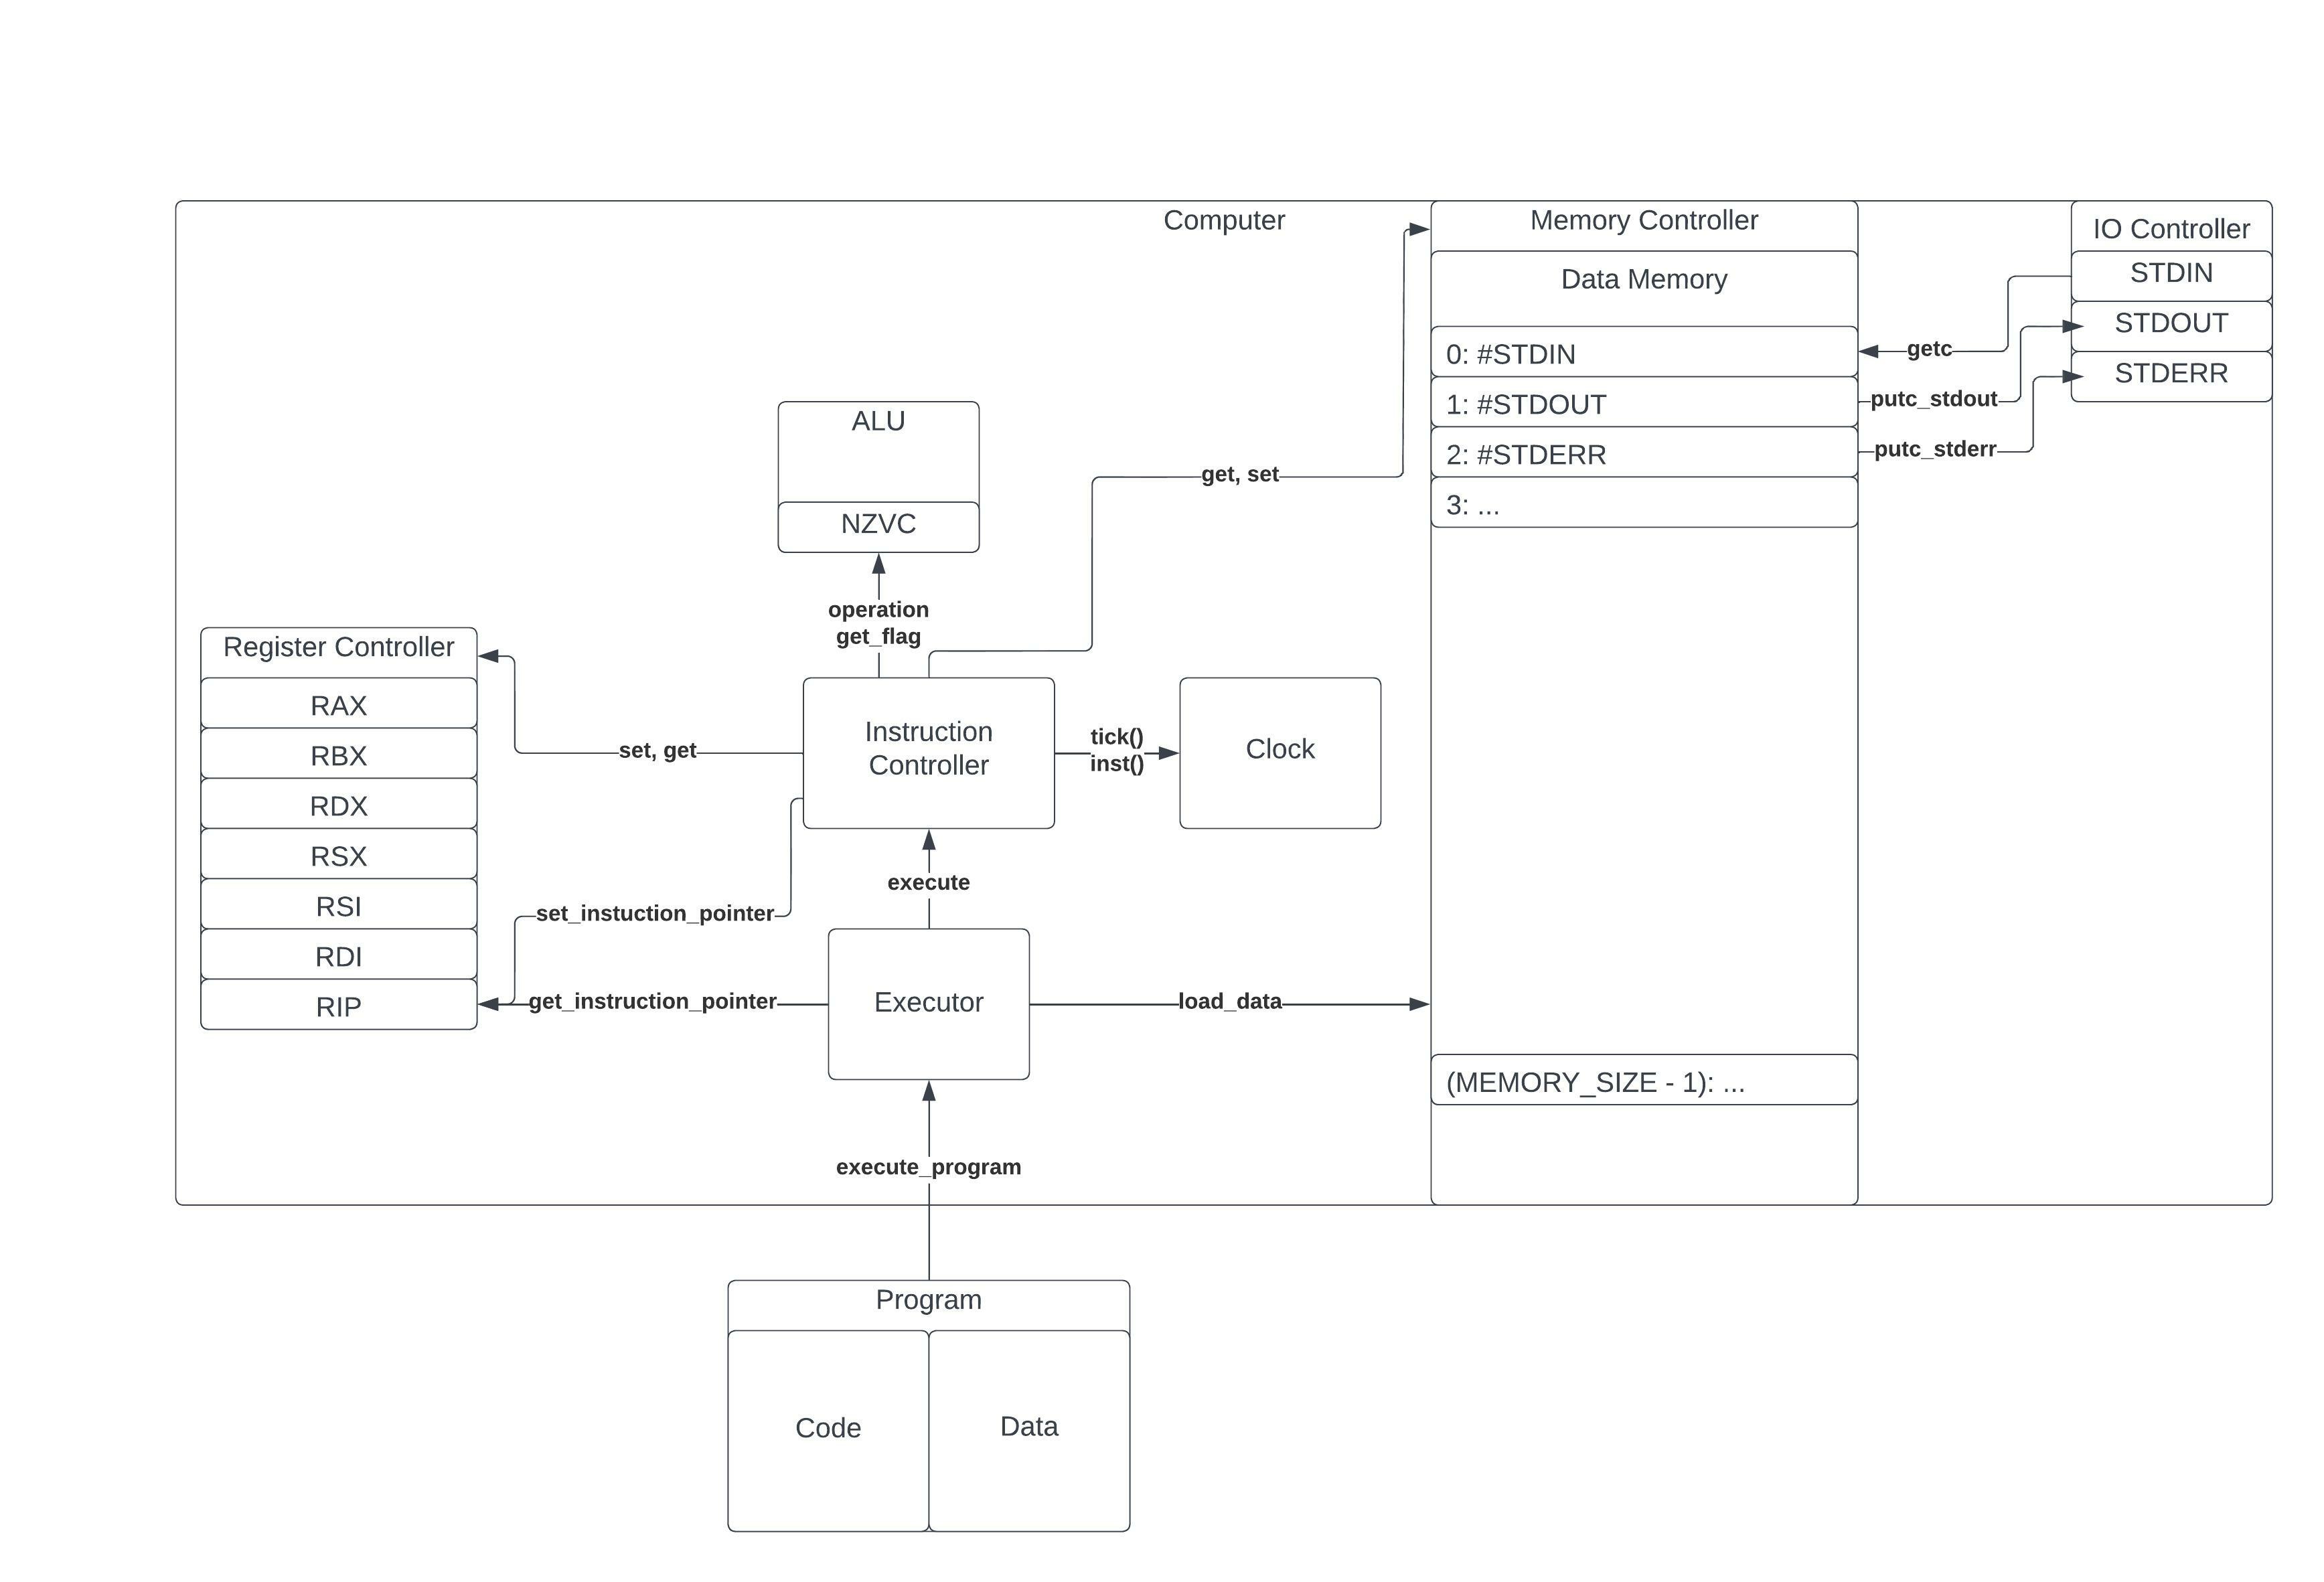 Computer
Memory Controller
IO Controller
Data Memory
STDIN
STDOUT
STDERR
0: #STDIN
1: #STDOUT
2: #STDERR
3: ...
(MEMORY_SIZE - 1): ...
getc
putc_stdout
putc_stderr
ALU
NZVC
get, set
operation
get_flag
Register Controller
RAX
RBX
RDX
RSX
RSI
RDI
RIP
set, get
Instruction
Controller
tick()
inst()
Clock
execute
set_instuction_pointer
get_instruction_pointer
Executor
load_data
execute_program
Program
Code
Data